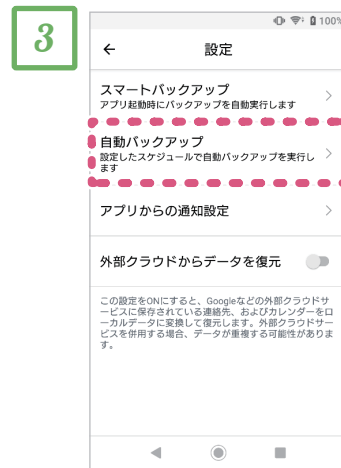 3
100%
設定
スマートバックアップ
アプリ起動時にバックアップを自動実行します
自動バックアップ
設定したスケジュールで自動バックアップを実行し
ます
アプリからの通知設定
外部クラウドからデータを復元
この設定をONにすると、Googleなどの外部クラウドサ
ービスに保存されている連絡先、およびカレンダーをロ
ーカルデータに変換して復元します。外部クラウドサー
ビスを併用する場合、データが重複する可能性がありま
す。